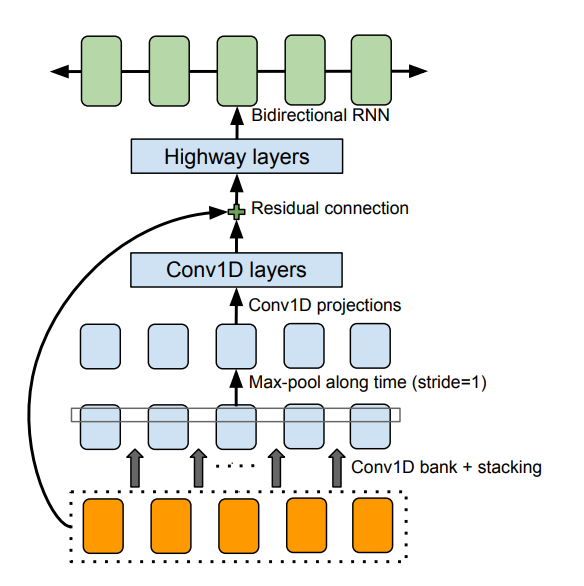 Bidirectional RNN
Highway layers
Residual connection
Conv1D layers
Conv1D projections
Max-pool along time (stride=1)
Conv1D bank + stacking